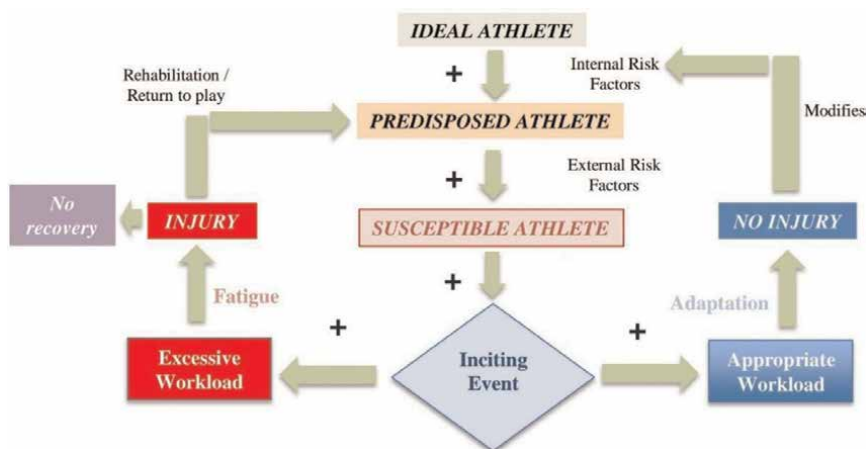 IDEAL ATHLETE
+
Internal Risk
Factors
Rehabilitation /
Return to play
PREDISPOSED ATHLETE
Modifies
+
External Risk
Factors
No
recovery
INJURY
SUSCEPTIBLE ATHLETE
NO INJURY
+
Fatigue
Adaptation
+
+
Excessive
Workload
Inciting
Event
Appropriate
Workload